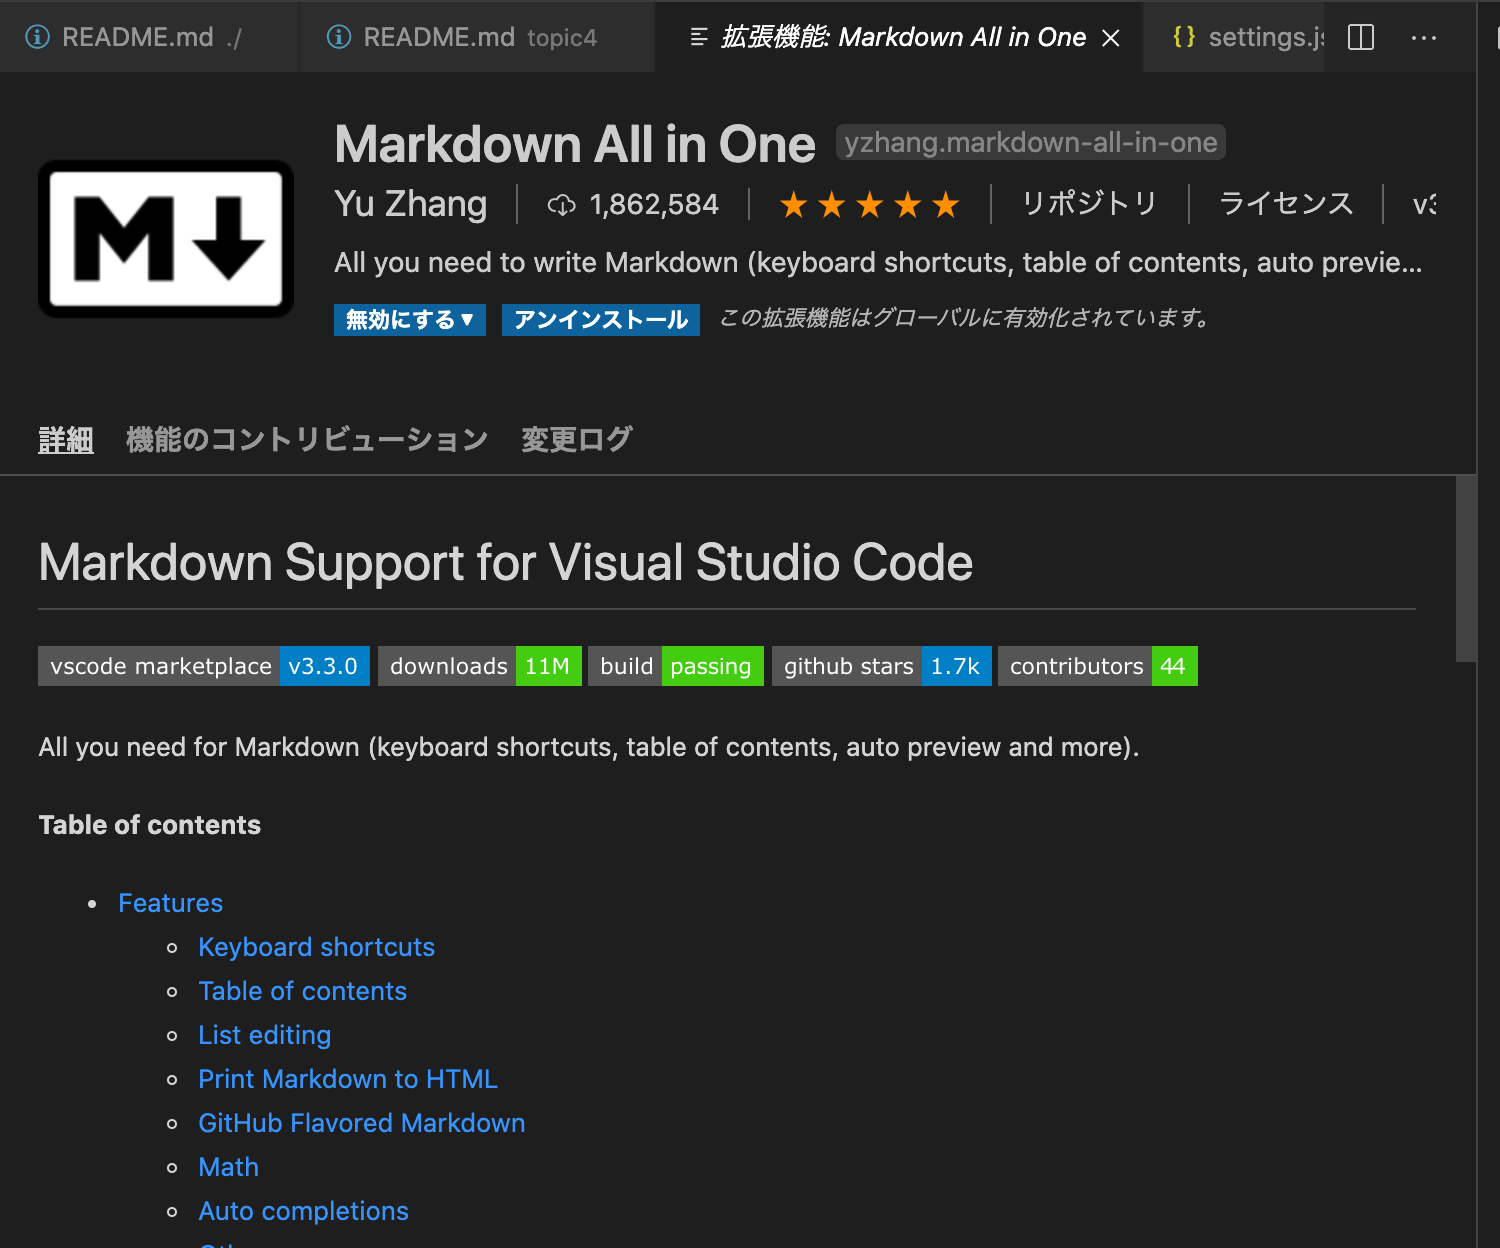 README.md ./
README.md topic4
拡張機能: Markdown All in One
{} settings.js
Markdown All in One yzhang.markdown-all-in-one
Yu Zhang 1,862,584 ★★★★★ リポジトリ ライセンス v3
All you need to write Markdown (keyboard shortcuts, table of contents, auto previe...
無効にする▼ アンインストール この拡張機能はグローバルに有効化されています。
詳細 機能のコントリビューション 変更ログ
Markdown Support for Visual Studio Code
vscode marketplace v3.3.0 downloads 11M build passing github stars 1.7k contributors 44
All you need for Markdown (keyboard shortcuts, table of contents, auto preview and more).
Table of contents
• Features
Keyboard shortcuts
Table of contents
List editing
Print Markdown to HTML
GitHub Flavored Markdown
Math
Auto completions